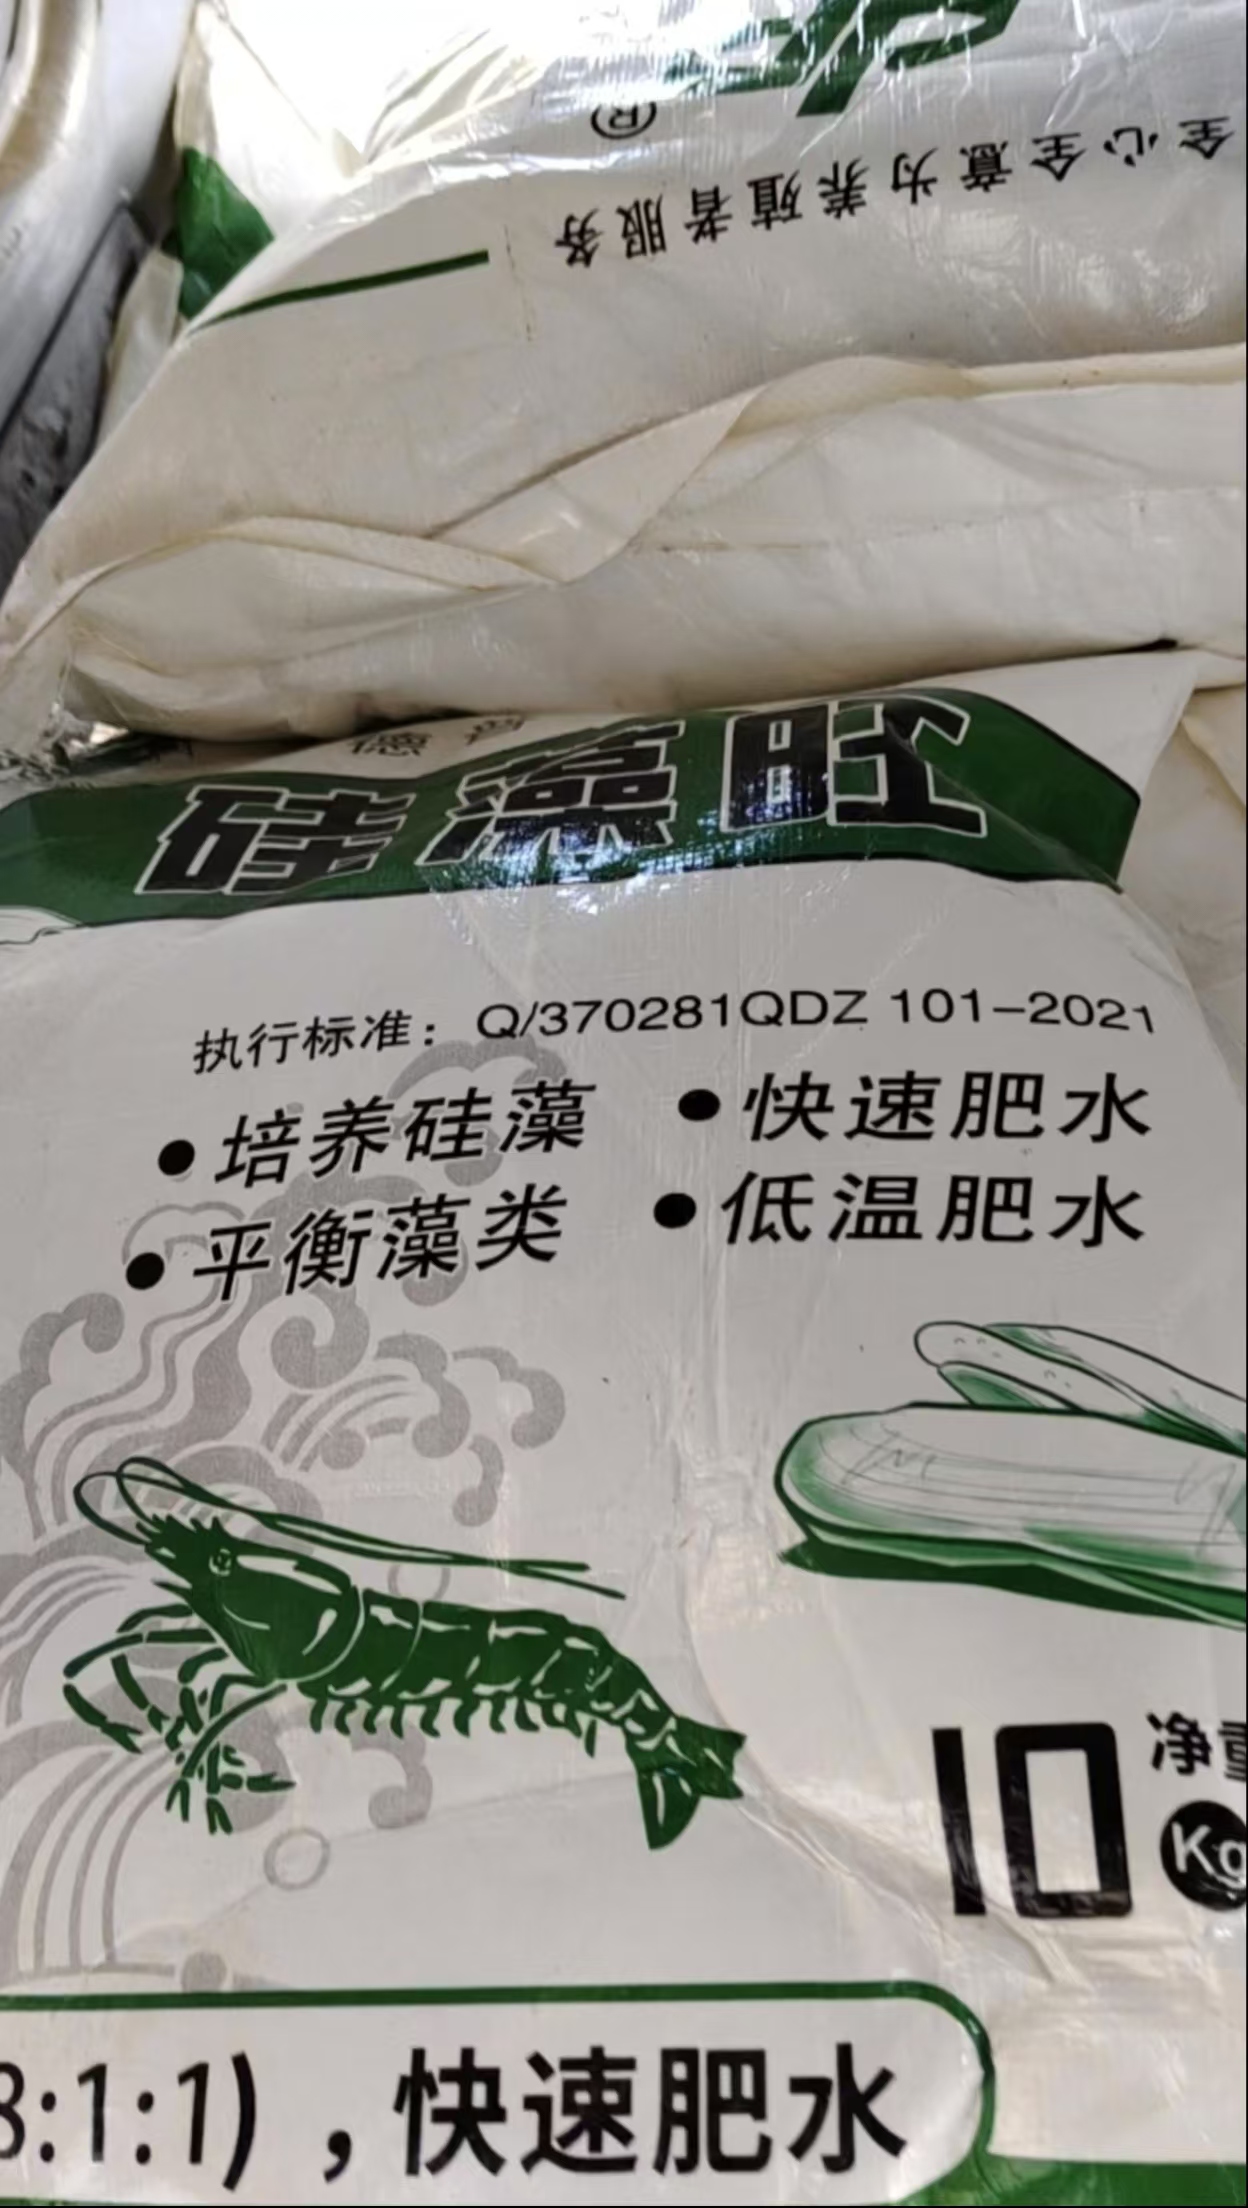 ®
全心全意为养殖者服务
硅藻旺
执行标准：Q/370281QDZ 101-2021
●培养硅藻 ●快速肥水
●平衡藻类 ●低温肥水
净重
10 Kg
8:1:1)，快速肥水